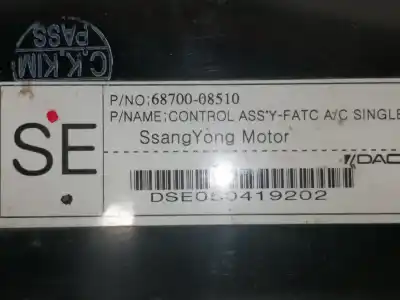 C.K.KIM
PASS
P/NO:68700-08510
P/NAME:CONTROL ASS'Y-FATC A/C SINGLE
SE
SsangYong Motor
DAC
DSE050419202